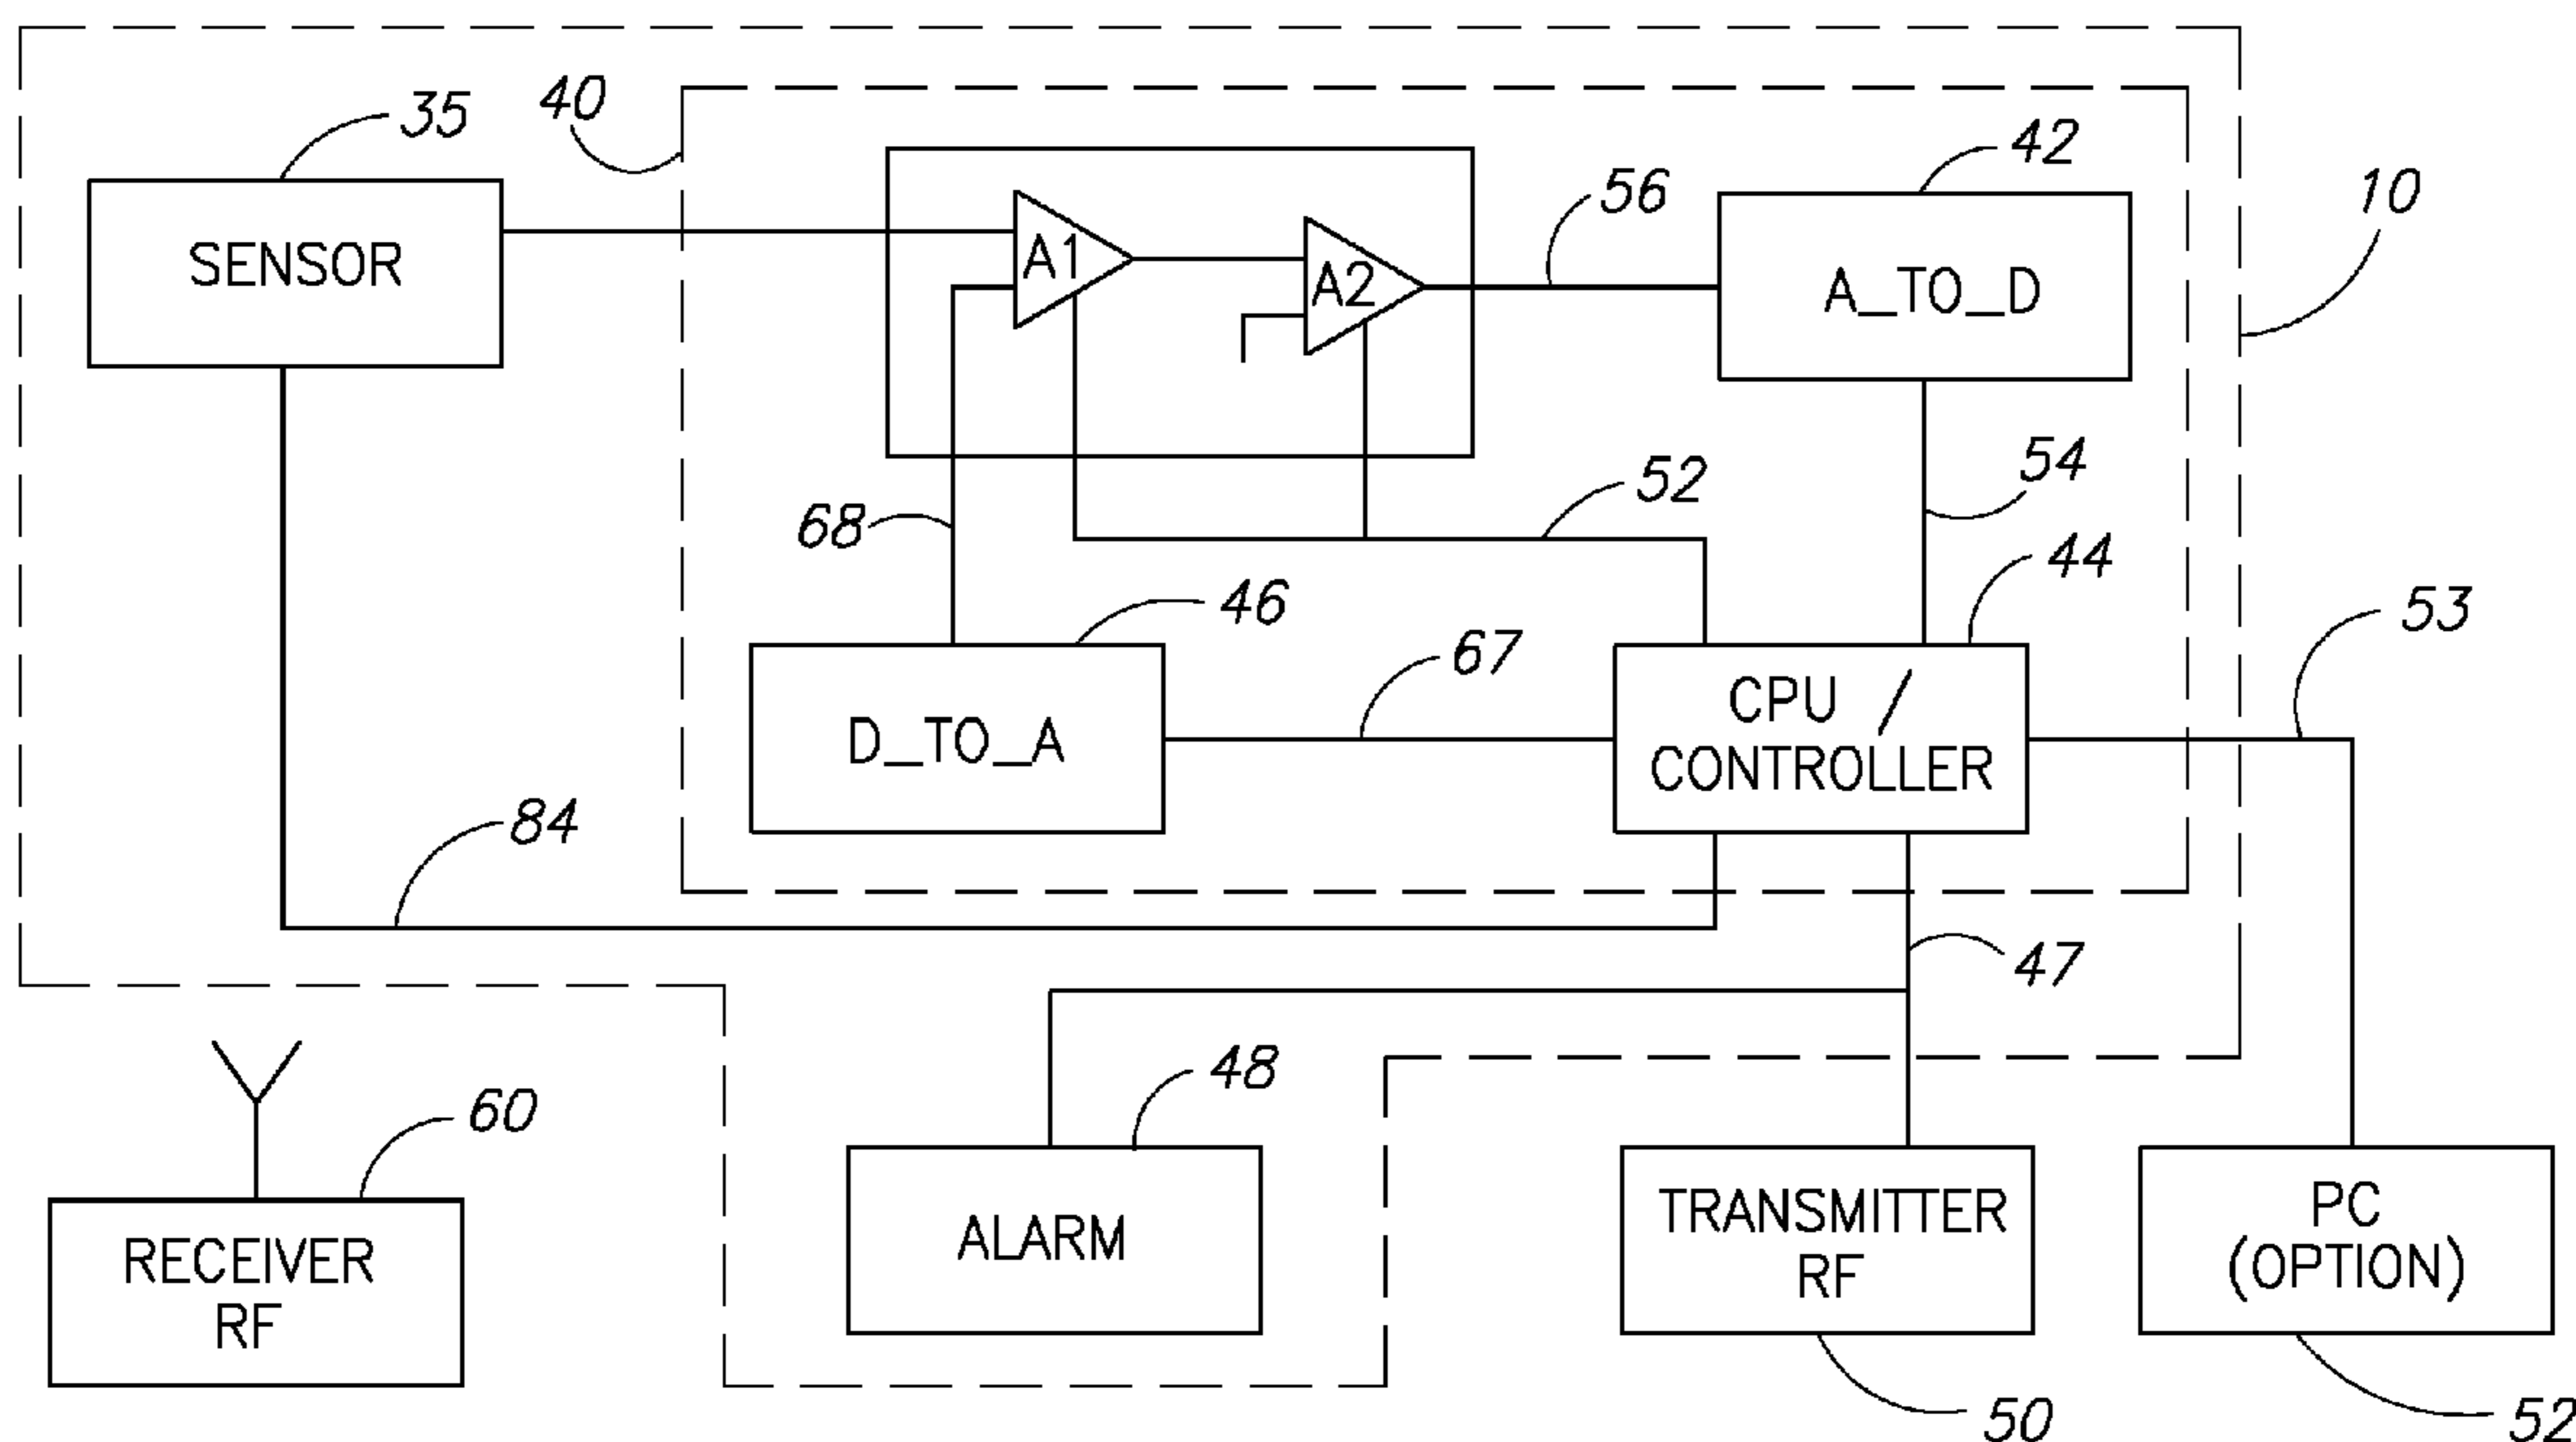 35
40
42
10
56
SENSOR
A1
A2
A_TO_D
54
52
68
44
46
53
67
CPU /
CONTROLLER
D_TO_A
84
47
48
60
ALARM
TRANSMITTER
RF
PC
(OPTION)
RECEIVER
RF
50
52